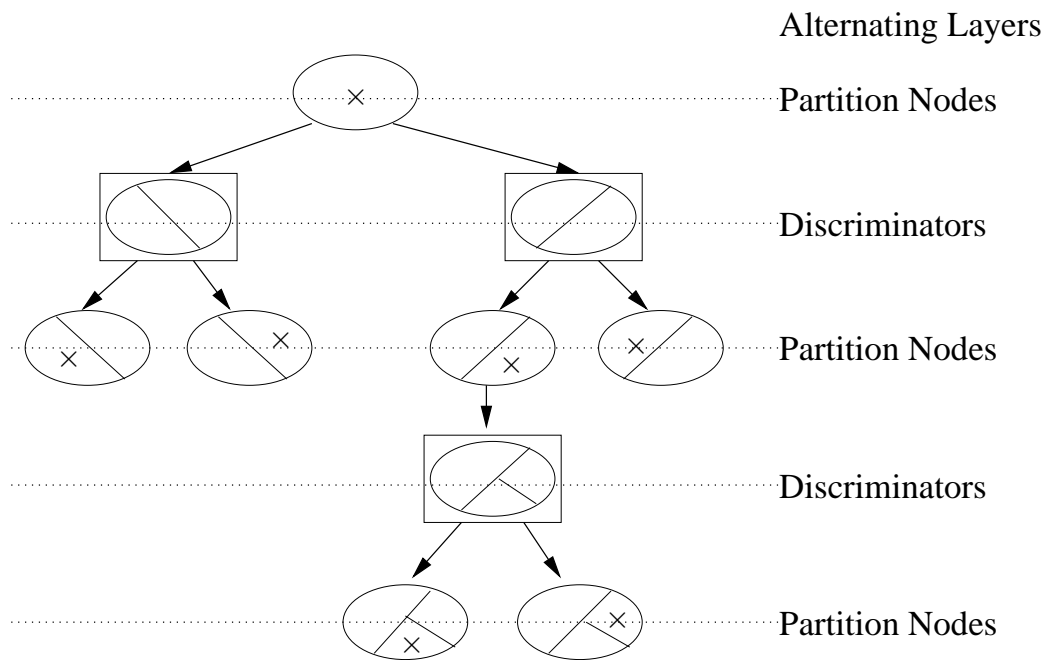 Alternating Layers
Partition Nodes
Discriminators
Partition Nodes
Discriminators
Partition Nodes